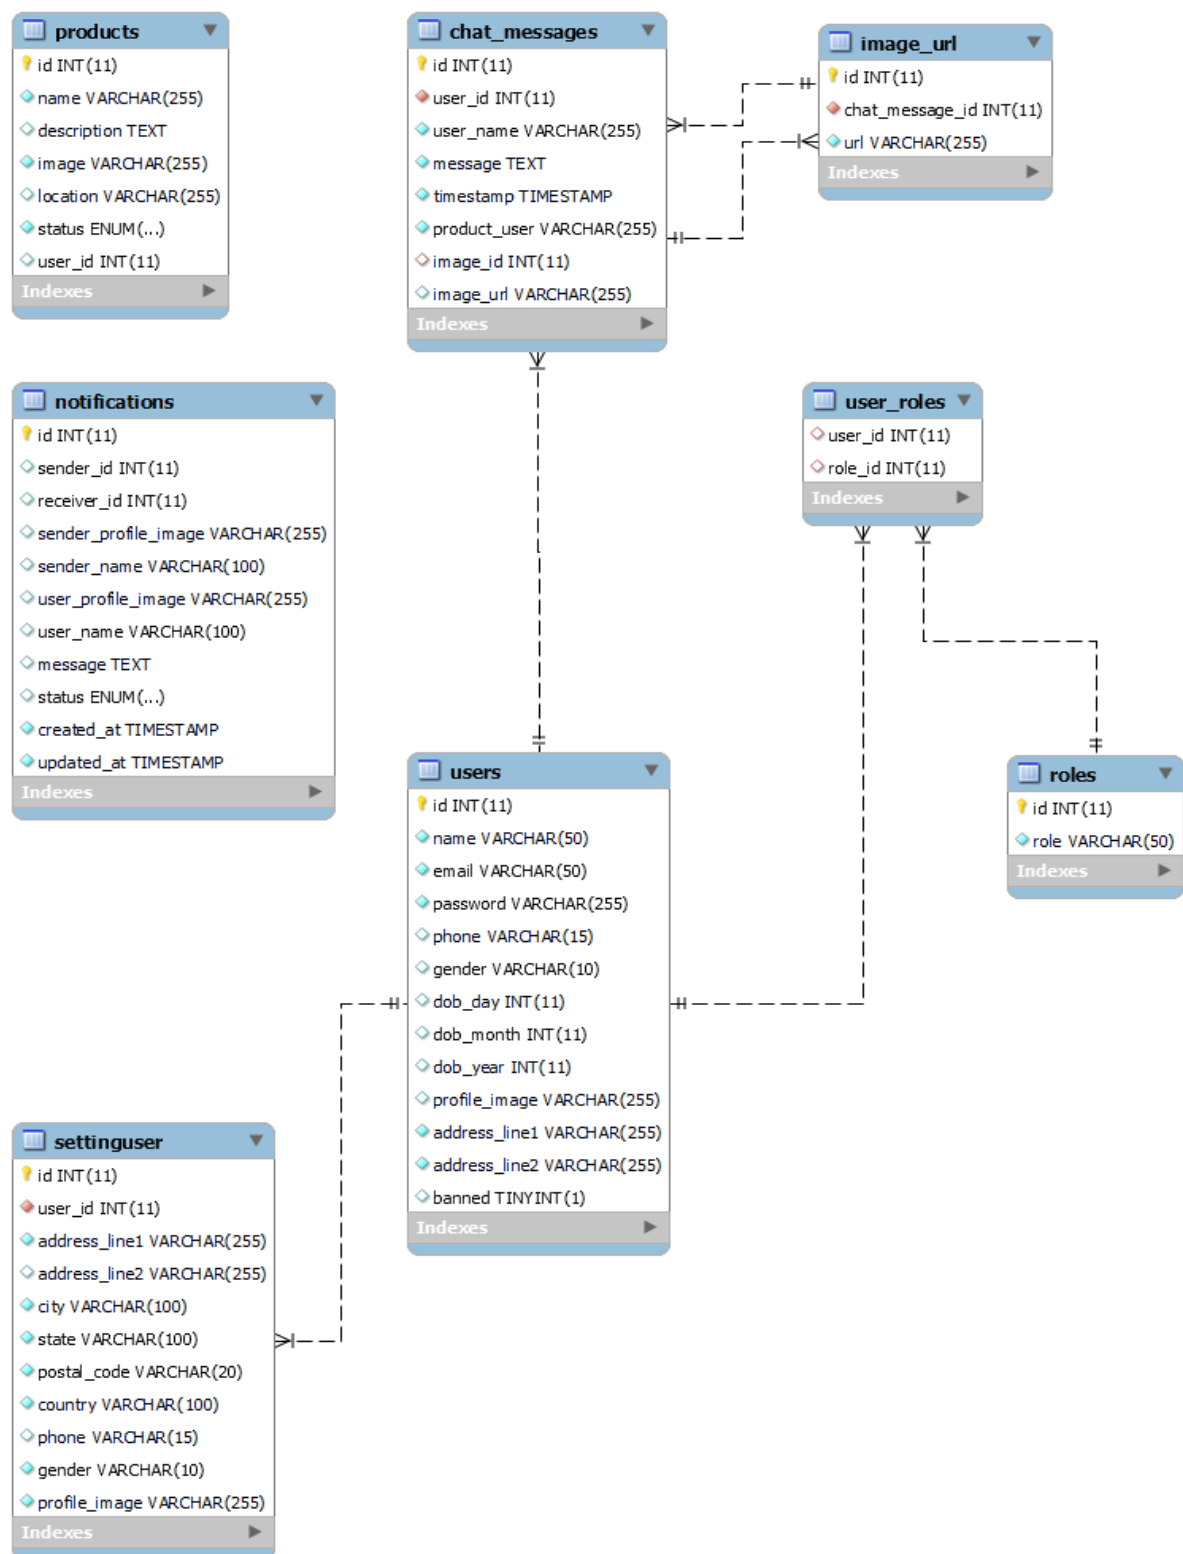 products
id INT(11)
name VARCHAR(255)
description TEXT
image VARCHAR(255)
location VARCHAR(255)
status ENUM(...)
user_id INT(11)
Indexes
chat_messages
id INT(11)
user_id INT(11)
user_name VARCHAR(255)
message TEXT
timestamp TIMESTAMP
product_user VARCHAR(255)
image_id INT(11)
image_url VARCHAR(255)
Indexes
image_url
id INT(11)
chat_message_id INT(11)
url VARCHAR(255)
Indexes
notifications
id INT(11)
sender_id INT(11)
receiver_id INT(11)
sender_profile_image VARCHAR(255)
sender_name VARCHAR(100)
user_profile_image VARCHAR(255)
user_name VARCHAR(100)
message TEXT
status ENUM(...)
created_at TIMESTAMP
updated_at TIMESTAMP
Indexes
user_roles
user_id INT(11)
role_id INT(11)
Indexes
users
id INT(11)
name VARCHAR(50)
email VARCHAR(50)
password VARCHAR(255)
phone VARCHAR(15)
gender VARCHAR(10)
dob_day INT(11)
dob_month INT(11)
dob_year INT(11)
profile_image VARCHAR(255)
address_line1 VARCHAR(255)
address_line2 VARCHAR(255)
banned TINYINT(1)
Indexes
roles
id INT(11)
role VARCHAR(50)
Indexes
settinguser
id INT(11)
user_id INT(11)
address_line1 VARCHAR(255)
address_line2 VARCHAR(255)
city VARCHAR(100)
state VARCHAR(100)
postal_code VARCHAR(20)
country VARCHAR(100)
phone VARCHAR(15)
gender VARCHAR(10)
profile_image VARCHAR(255)
Indexes